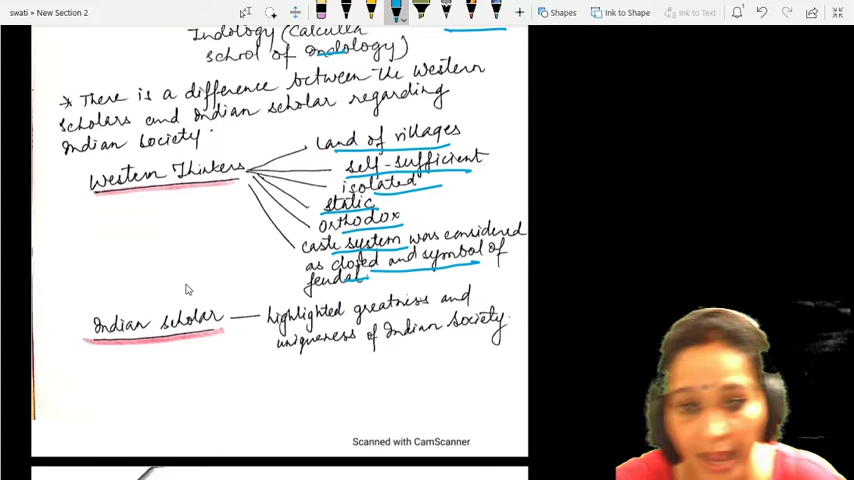 swati » New Section 2
Shapes
Ink to Shape
Ink to Text
Indology (Calcutta
School of Indology)
* There is a difference between the Western
scholars and Indian scholar regarding
Indian Society.
Western Thinkers
land of villages
self-sufficient
isolated
static
orthodox
caste system was considered
as closed and symbol of
feudal
Indian scholar — highlighted greatness and
uniqueness of Indian Society.
Scanned with CamScanner